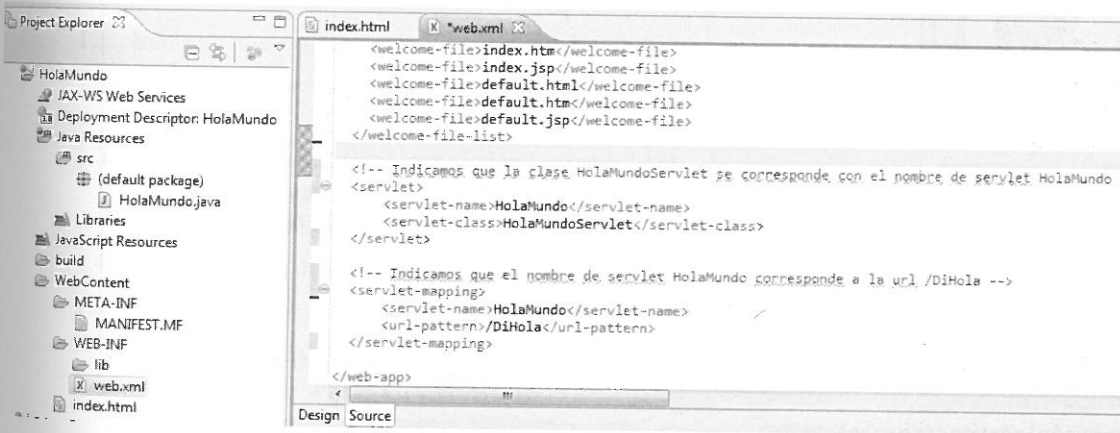 Project Explorer
HolaMundo
JAX-WS Web Services
Deployment Descriptor: HolaMundo
Java Resources
src
(default package)
HolaMundo.java
Libraries
JavaScript Resources
build
WebContent
META-INF
MANIFEST.MF
WEB-INF
lib
web.xml
index.html
index.html *web.xml
<welcome-file>index.htm</welcome-file>
<welcome-file>index.jsp</welcome-file>
<welcome-file>default.html</welcome-file>
<welcome-file>default.htm</welcome-file>
<welcome-file>default.jsp</welcome-file>
</welcome-file-list>
<!-- Indicamos que la clase HolaMundoServlet se corresponde con el nombre de servlet HolaMundo
<servlet>
<servlet-name>HolaMundo</servlet-name>
<servlet-class>HolaMundoServlet</servlet-class>
</servlet>
<!-- Indicamos que el nombre de servlet HolaMundo corresponde a la url /DiHola -->
<servlet-mapping>
<servlet-name>HolaMundo</servlet-name>
<url-pattern>/DiHola</url-pattern>
</servlet-mapping>
</web-app>
Design Source